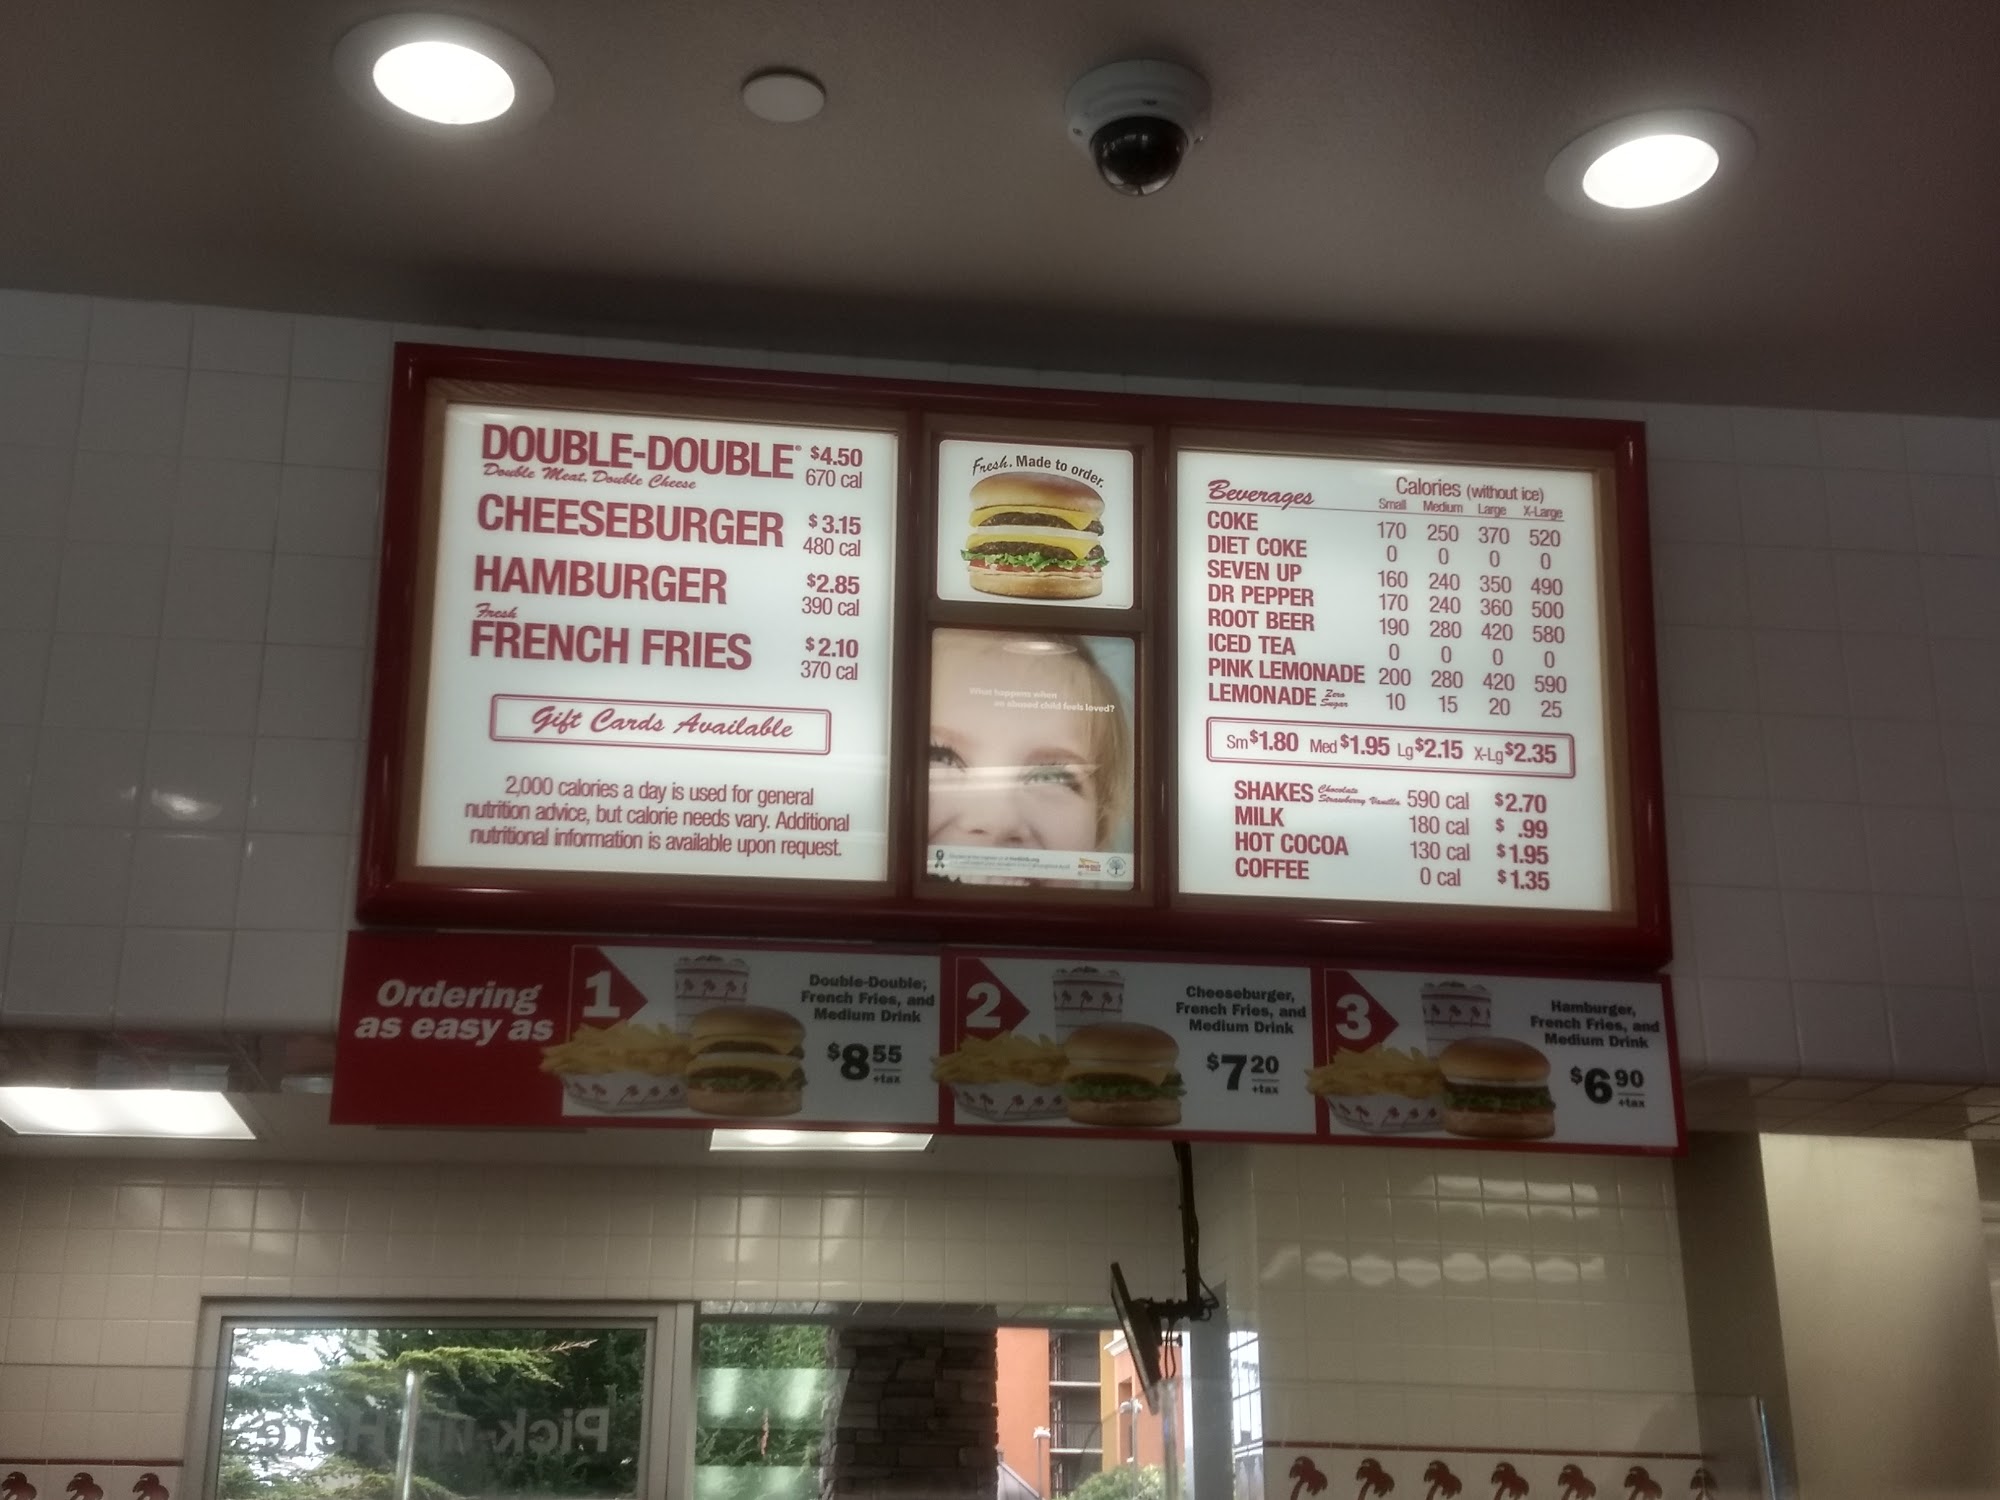 DOUBLE-DOUBLE® $4.50
Double Meat, Double Cheese 670 cal
CHEESEBURGER $3.15
480 cal
HAMBURGER $2.85
390 cal
Fresh
FRENCH FRIES $2.10
370 cal
Gift Cards Available
2,000 calories a day is used for general
nutrition advice, but calorie needs vary. Additional
nutritional information is available upon request.
Fresh. Made to order.
What happens when
an abused child feels loved?
Beverages Calories (without ice)
Small Medium Large X-Large
COKE 170 250 370 520
DIET COKE 0 0 0 0
SEVEN UP 160 240 350 490
DR PEPPER 170 240 360 500
ROOT BEER 190 280 420 580
ICED TEA 0 0 0 0
PINK LEMONADE 200 280 420 590
LEMONADE Zero Sugar 10 15 20 25
Sm $1.80 Med $1.95 Lg $2.15 X-Lg $2.35
SHAKES Chocolate Strawberry Vanilla 590 cal $2.70
MILK 180 cal $ .99
HOT COCOA 130 cal $1.95
COFFEE 0 cal $1.35
Ordering
as easy as
1
Double-Double,
French Fries, and
Medium Drink
$8 55
+tax
2
Cheeseburger,
French Fries, and
Medium Drink
$7 20
+tax
3
Hamburger,
French Fries, and
Medium Drink
$6 90
+tax
Pick-up Here